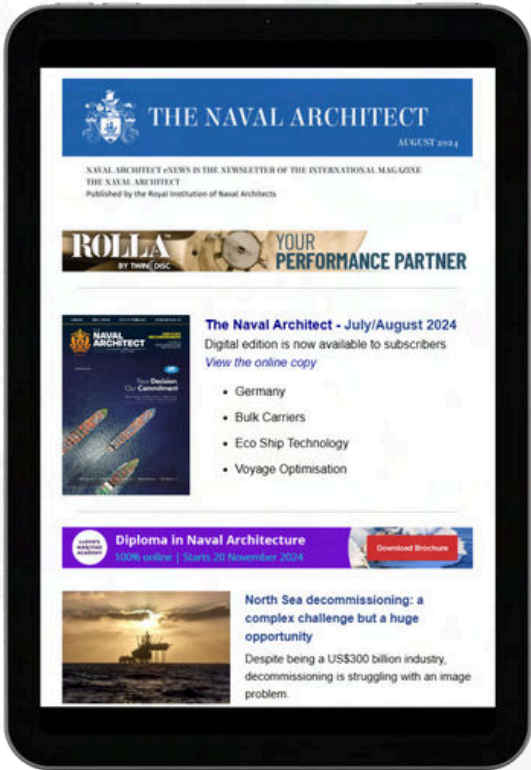 THE NAVAL ARCHITECT
AUGUST 2024
NAVAL ARCHITECT eNEWS IS THE NEWSLETTER OF THE INTERNATIONAL MAGAZINE
THE NAVAL ARCHITECT
Published by the Royal Institution of Naval Architects
ROLLA
BY TWIN DISC
YOUR
PERFORMANCE PARTNER
THE
NAVAL
ARCHITECT
Your Decision
Our Commitment
The Naval Architect - July/August 2024
Digital edition is now available to subscribers
View the online copy
• Germany
• Bulk Carriers
• Eco Ship Technology
• Voyage Optimisation
LLOYD'S
MARITIME
ACADEMY
Diploma in Naval Architecture
100% online | Starts 20 November 2024
Download Brochure
North Sea decommissioning: a
complex challenge but a huge
opportunity
Despite being a US$300 billion industry,
decommissioning is struggling with an image
problem.